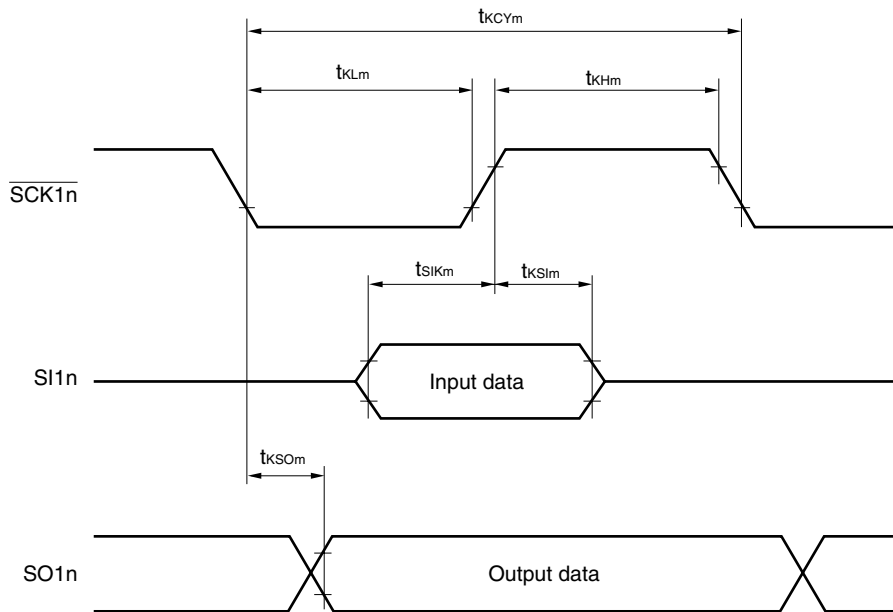 tKCYm
tKLm
tKHm
SCK1n
tSIKm
tKSIm
SI1n
Input data
tKSOm
SO1n
Output data